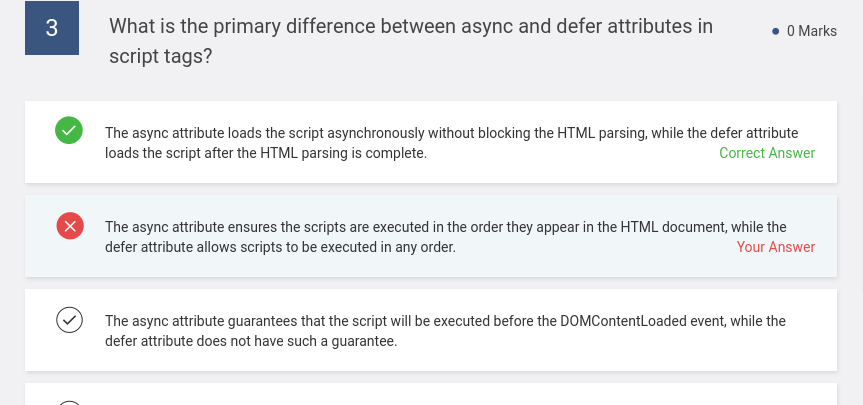 3
What is the primary difference between async and defer attributes in
script tags?
0 Marks
The async attribute loads the script asynchronously without blocking the HTML parsing, while the defer attribute
loads the script after the HTML parsing is complete.
Correct Answer
The async attribute ensures the scripts are executed in the order they appear in the HTML document, while the
defer attribute allows scripts to be executed in any order.
Your Answer
The async attribute guarantees that the script will be executed before the DOMContentLoaded event, while the
defer attribute does not have such a guarantee.